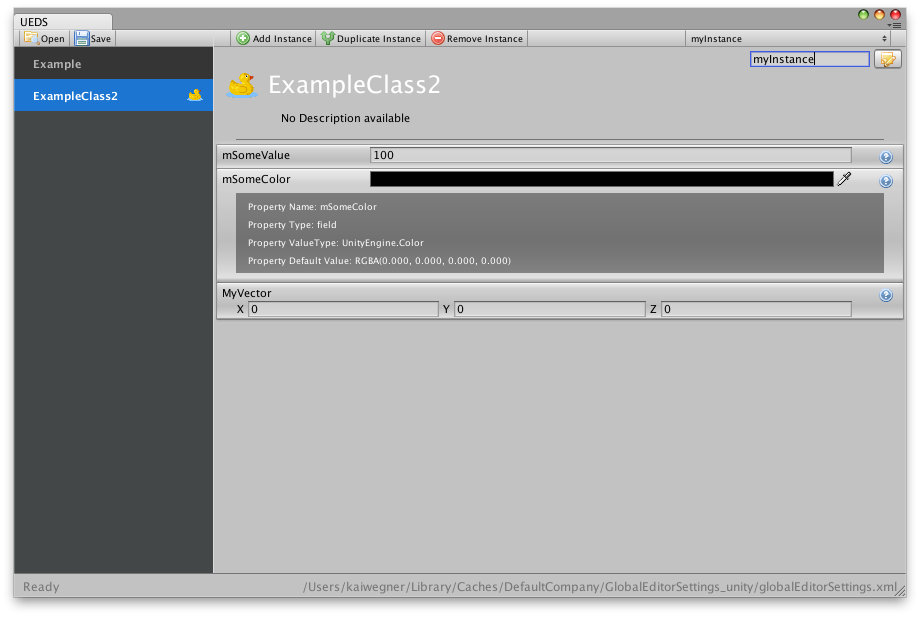 UEDS
Open Save Add Instance Duplicate Instance Remove Instance myInstance
Example
myInstance
ExampleClass2
ExampleClass2
No Description available
mSomeValue 100
mSomeColor
Property Name: mSomeColor
Property Type: field
Property ValueType: UnityEngine.Color
Property Default Value: RGBA(0.000, 0.000, 0.000, 0.000)
MyVector
X 0 Y 0 Z 0
Ready /Users/kaiwegner/Library/Caches/DefaultCompany/GlobalEditorSettings_unity/globalEditorSettings.xml